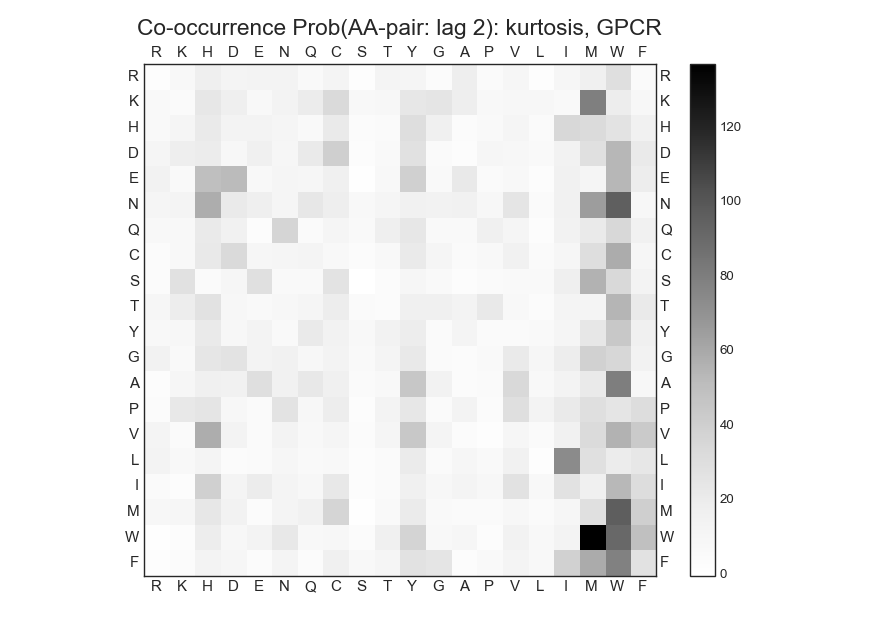 Co-occurrence Prob(AA-pair: lag 2): kurtosis, GPCR
R K H D E N Q C S T Y G A P V L I M W F
R R
K K
H H
D D
E E
N N
Q Q
C C
S S
T T
Y Y
G G
A A
P P
V V
L L
I I
M M
W W
F F
R K H D E N Q C S T Y G A P V L I M W F
120
100
80
60
40
20
0